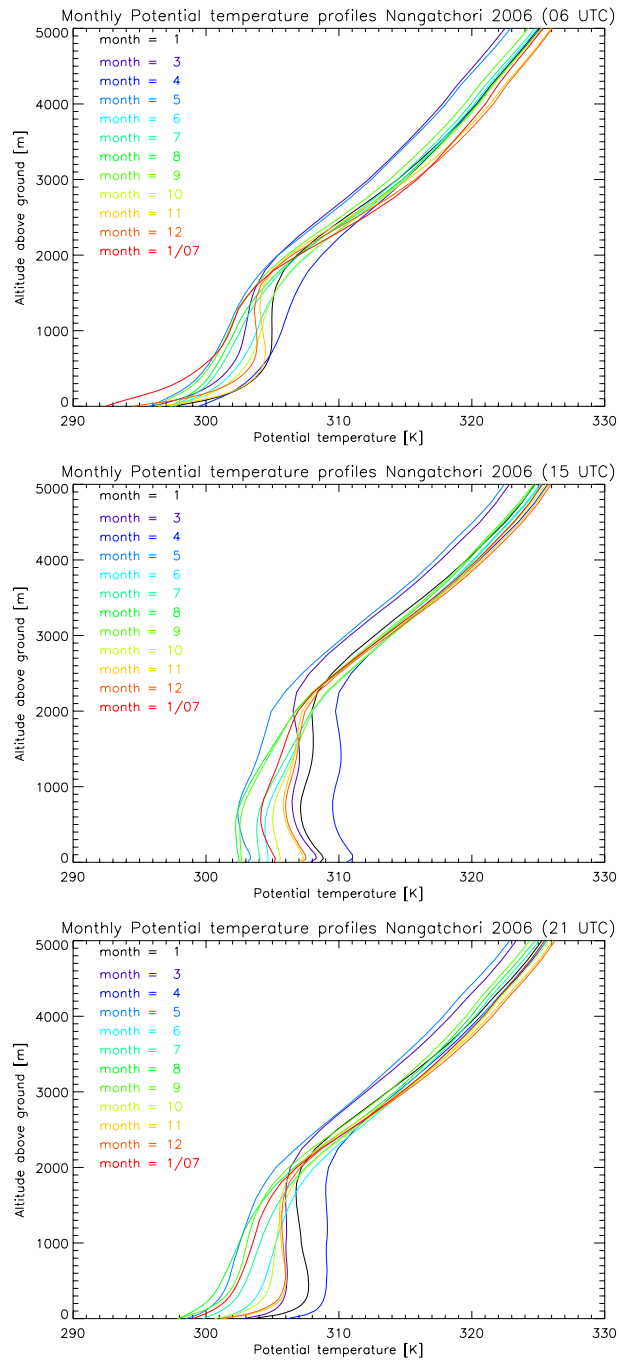 Monthly Potential temperature profiles Nangatchori 2006 (06 UTC)
5000
4000
3000
2000
1000
0
Altitude above ground [m]
month = 1
month = 3
month = 4
month = 5
month = 6
month = 7
month = 8
month = 9
month = 10
month = 11
month = 12
month = 1/07
290 300 310 320 330
Potential temperature [K]
Monthly Potential temperature profiles Nangatchori 2006 (15 UTC)
5000
4000
3000
2000
1000
0
Altitude above ground [m]
month = 1
month = 3
month = 4
month = 5
month = 6
month = 7
month = 8
month = 9
month = 10
month = 11
month = 12
month = 1/07
290 300 310 320 330
Potential temperature [K]
Monthly Potential temperature profiles Nangatchori 2006 (21 UTC)
5000
4000
3000
2000
1000
0
Altitude above ground [m]
month = 1
month = 3
month = 4
month = 5
month = 6
month = 7
month = 8
month = 9
month = 10
month = 11
month = 12
month = 1/07
290 300 310 320 330
Potential temperature [K]